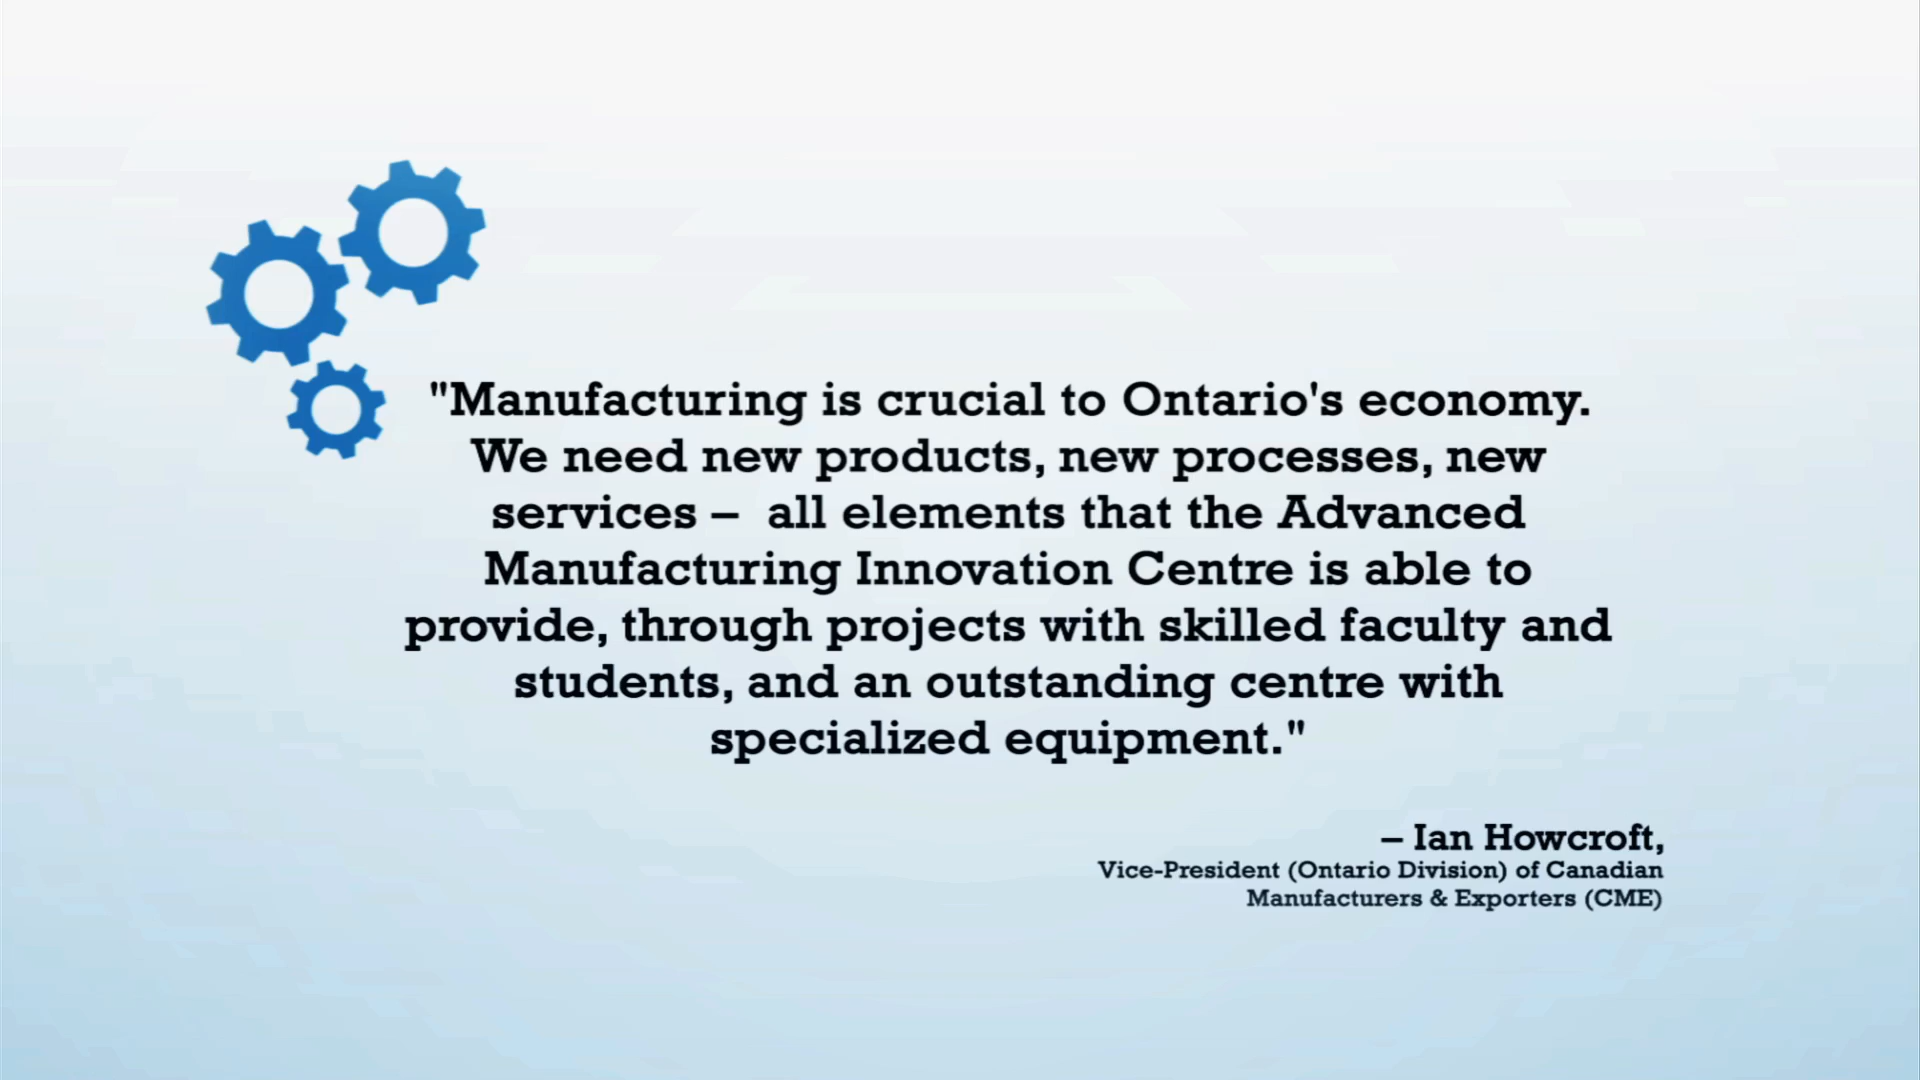 "Manufacturing is crucial to Ontario's economy.
We need new products, new processes, new
services –  all elements that the Advanced
Manufacturing Innovation Centre is able to
provide, through projects with skilled faculty and
students, and an outstanding centre with
specialized equipment."
– Ian Howcroft,
Vice-President (Ontario Division) of Canadian
Manufacturers & Exporters (CME)